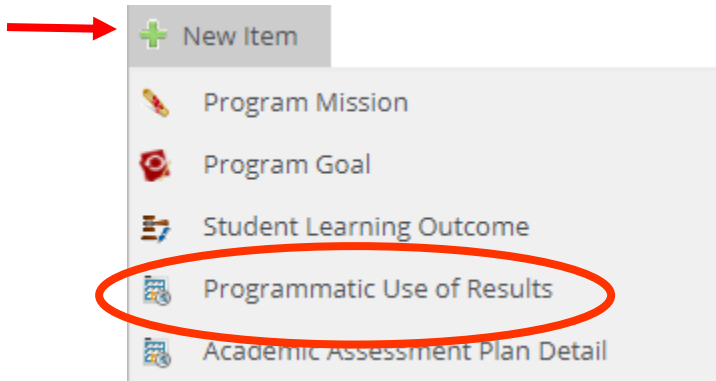 New Item
Program Mission
Program Goal
Student Learning Outcome
Programmatic Use of Results
Academic Assessment Plan Detail